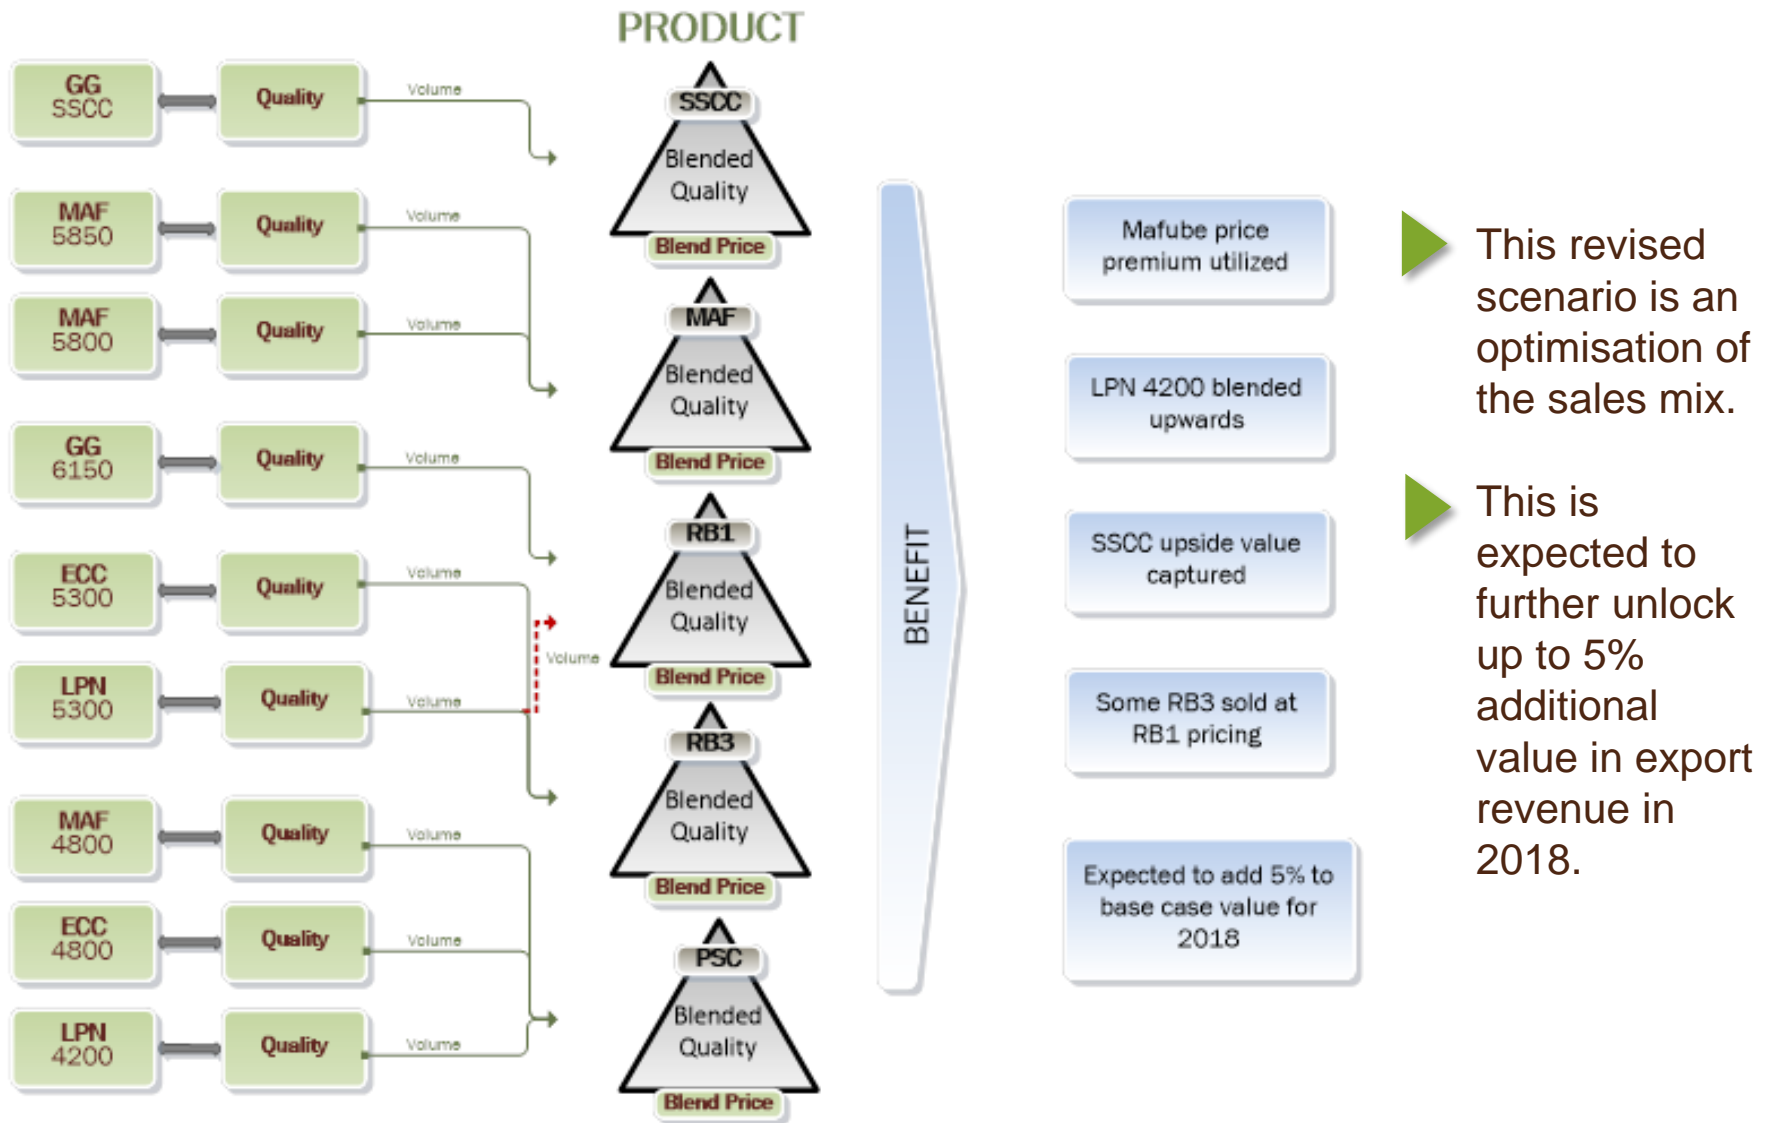 PRODUCT
GG
SSCC
Quality
Volume
MAF
5850
Quality
Volume
MAF
5800
Quality
Volume
GG
6150
Quality
Volume
ECC
5300
Quality
Volume
LPN
5300
Quality
Volume
Volume
MAF
4800
Quality
Volume
ECC
4800
Quality
Volume
LPN
4200
Quality
Volume
SSCC
Blended
Quality
Blend Price
MAF
Blended
Quality
Blend Price
RB1
Blended
Quality
Blend Price
RB3
Blended
Quality
Blend Price
PSC
Blended
Quality
Blend Price
BENEFIT
Mafube price
premium utilized
LPN 4200 blended
upwards
SSCC upside value
captured
Some RB3 sold at
RB1 pricing
Expected to add 5% to
base case value for
2018
This revised
scenario is an
optimisation of
the sales mix.
This is
expected to
further unlock
up to 5%
additional
value in export
revenue in
2018.